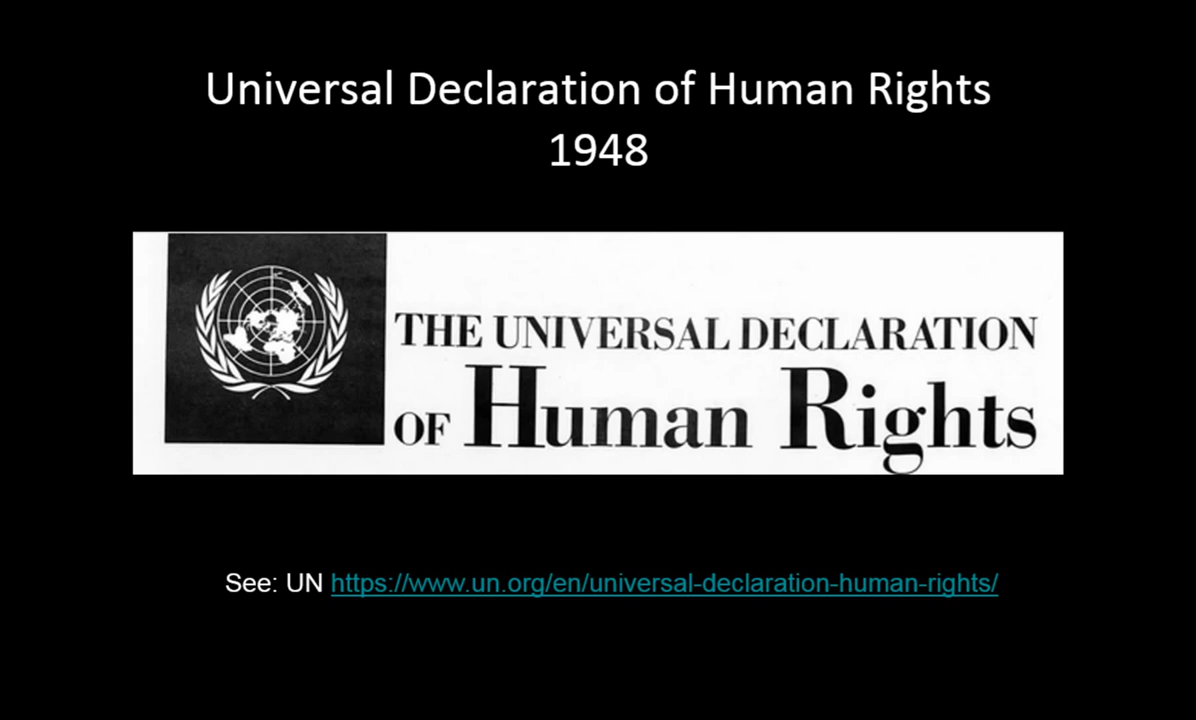 Universal Declaration of Human Rights
1948
THE UNIVERSAL DECLARATION
OF Human Rights
See: UN https://www.un.org/en/universal-declaration-human-rights/